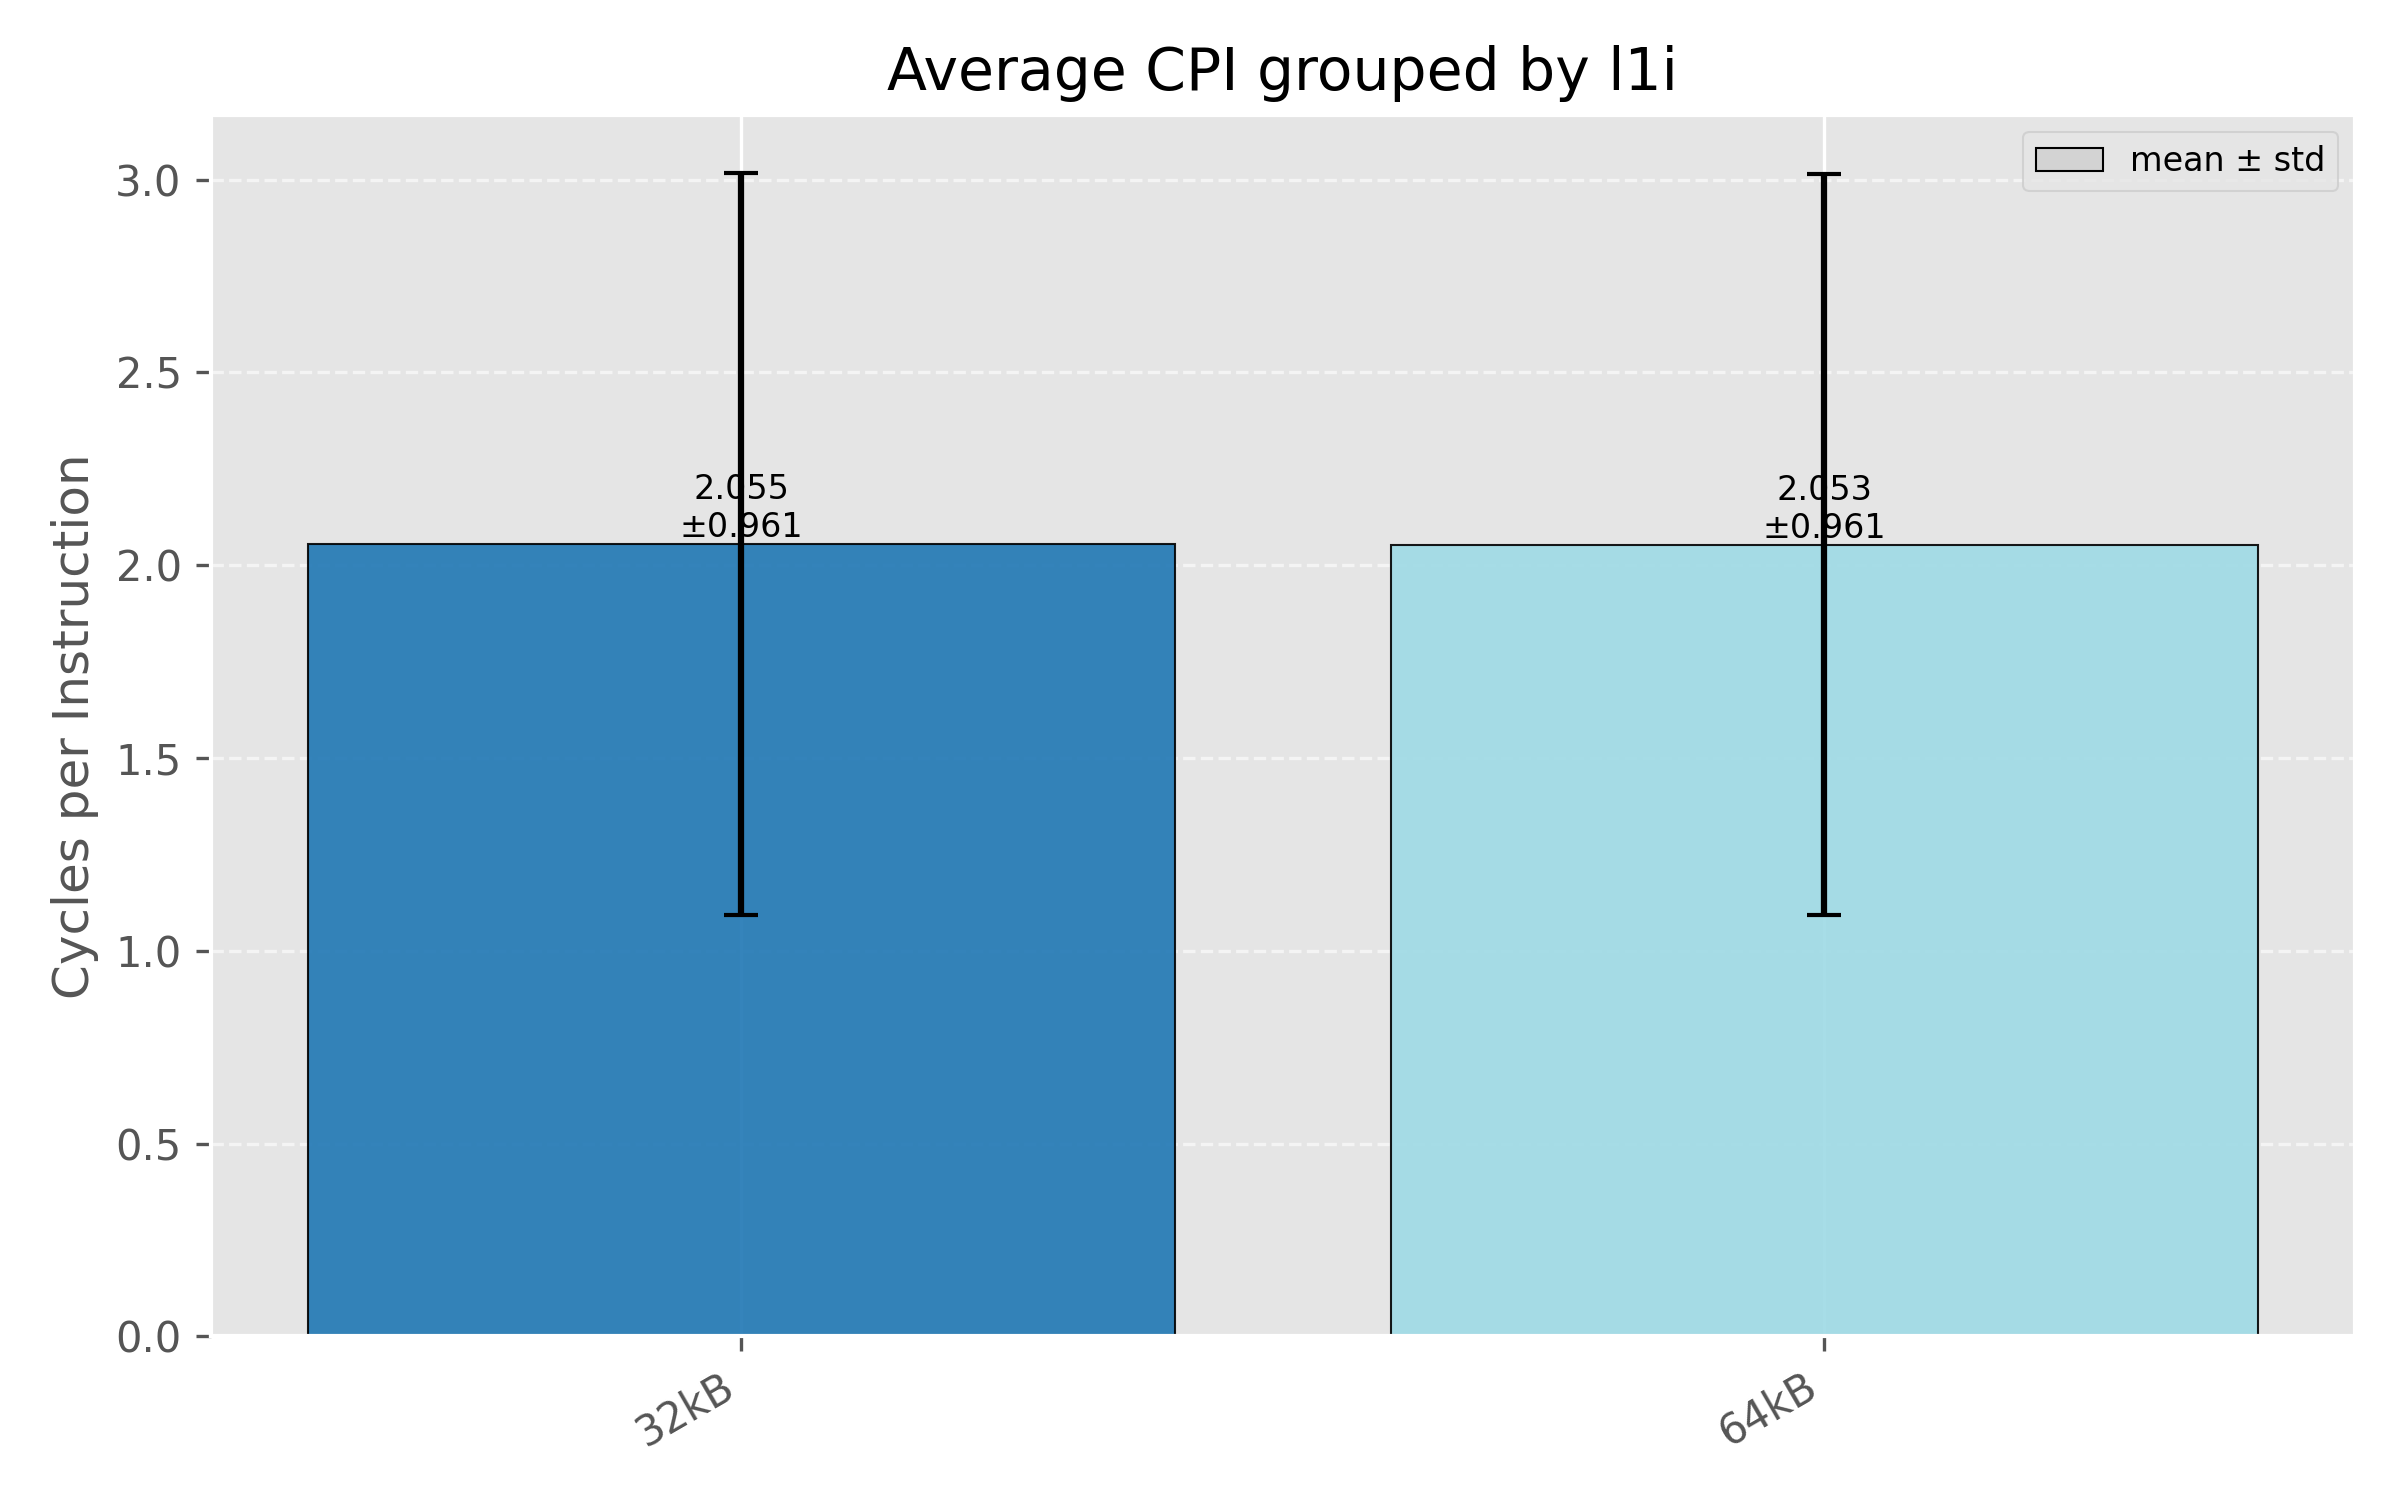 Average CPI grouped by l1i
mean ± std
Cycles per Instruction
3.0
2.5
2.0
1.5
1.0
0.5
0.0
2.055
±0.961
2.053
±0.961
32kB
64kB